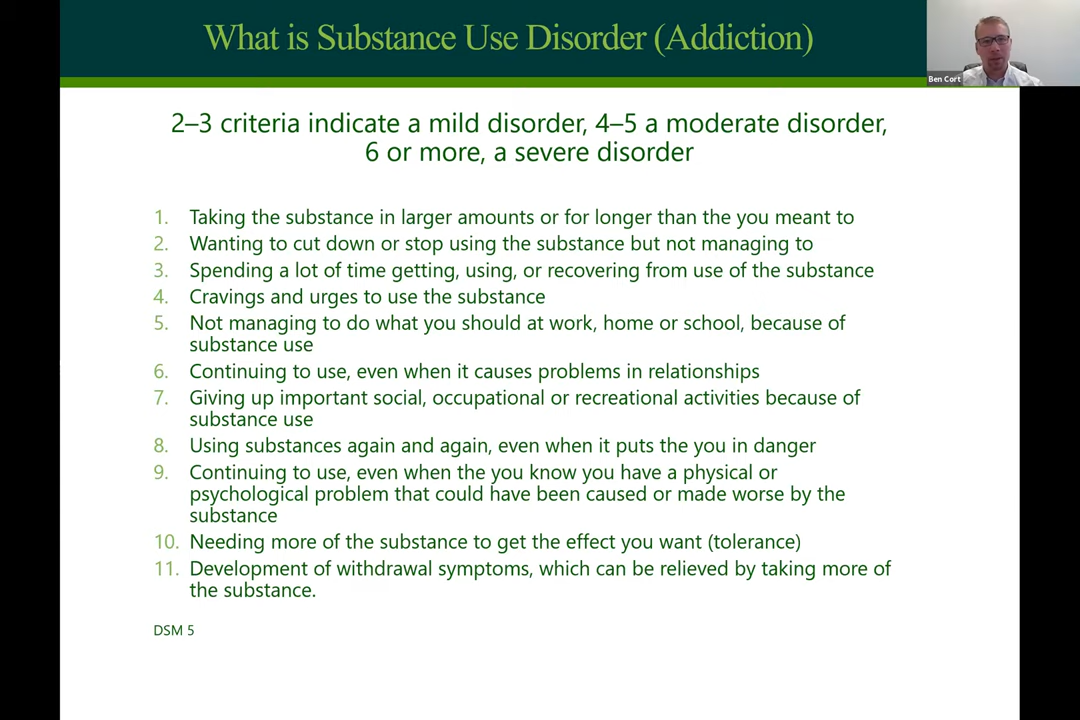 What is Substance Use Disorder (Addiction)
Ben Cort
2–3 criteria indicate a mild disorder, 4–5 a moderate disorder,
6 or more, a severe disorder
1. Taking the substance in larger amounts or for longer than the you meant to
2. Wanting to cut down or stop using the substance but not managing to
3. Spending a lot of time getting, using, or recovering from use of the substance
4. Cravings and urges to use the substance
5. Not managing to do what you should at work, home or school, because of
substance use
6. Continuing to use, even when it causes problems in relationships
7. Giving up important social, occupational or recreational activities because of
substance use
8. Using substances again and again, even when it puts the you in danger
9. Continuing to use, even when the you know you have a physical or
psychological problem that could have been caused or made worse by the
substance
10. Needing more of the substance to get the effect you want (tolerance)
11. Development of withdrawal symptoms, which can be relieved by taking more of
the substance.
DSM 5